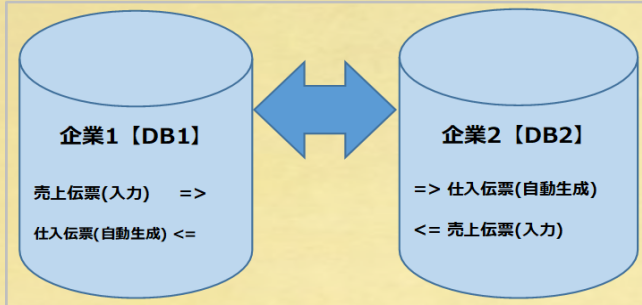 企業1【DB1】
売上伝票(入力) =>
仕入伝票(自動生成) <=
企業2【DB2】
=> 仕入伝票(自動生成)
<= 売上伝票(入力)